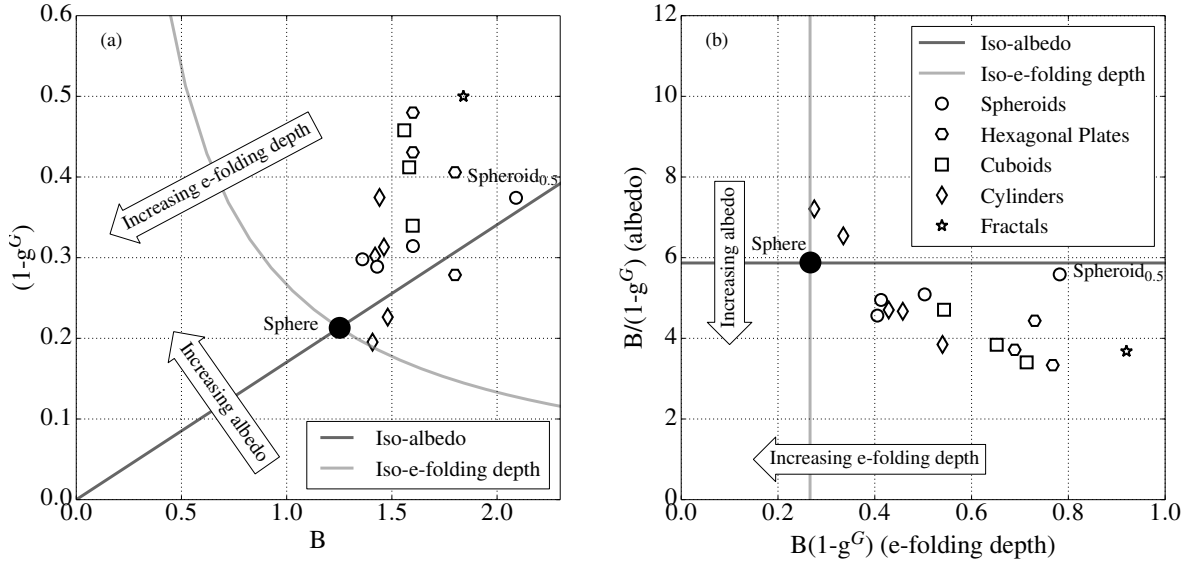 (a)
0.6
0.5
0.4
0.3
0.2
0.1
0.0
((1-g^G)
0.0 0.5 1.0 1.5 2.0
B
Increasing e-folding depth
Increasing albedo
Sphere
Spheroid_0.5
Iso-albedo
Iso-e-folding depth
(b)
12
10
8
6
4
2
0
B/(1-g^G) (albedo)
0.0 0.2 0.4 0.6 0.8 1.0
B(1-g^G) (e-folding depth)
Iso-albedo
Iso-e-folding depth
Spheroids
Hexagonal Plates
Cuboids
Cylinders
Fractals
Increasing albedo
Sphere
Spheroid_0.5
Increasing e-folding depth